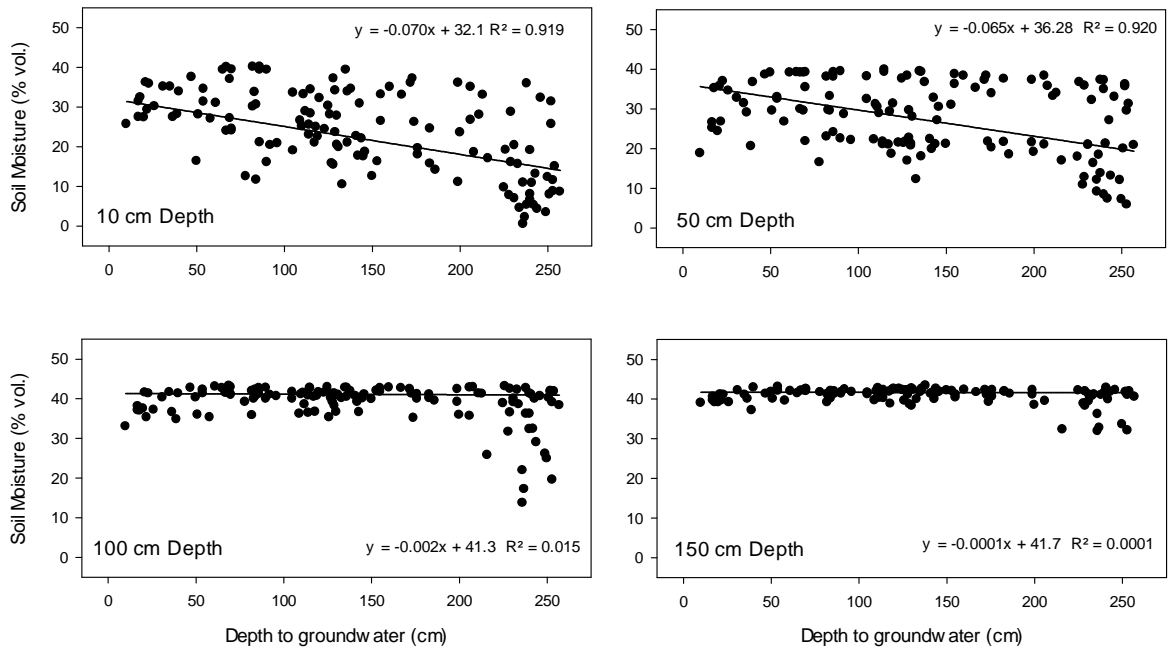 y = -0.070x + 32.1 R² = 0.919
50
40
30
20
10
0
Soil Moisture (% vol.)
10 cm Depth
0 50 100 150 200 250
y = -0.065x + 36.28 R² = 0.920
50
40
30
20
10
0
50 cm Depth
0 50 100 150 200 250
50
40
30
20
10
0
Soil Moisture (% vol.)
100 cm Depth
y = -0.002x + 41.3 R² = 0.015
0 50 100 150 200 250
Depth to groundwater (cm)
50
40
30
20
10
0
150 cm Depth
y = -0.0001x + 41.7 R² = 0.0001
0 50 100 150 200 250
Depth to groundwater (cm)